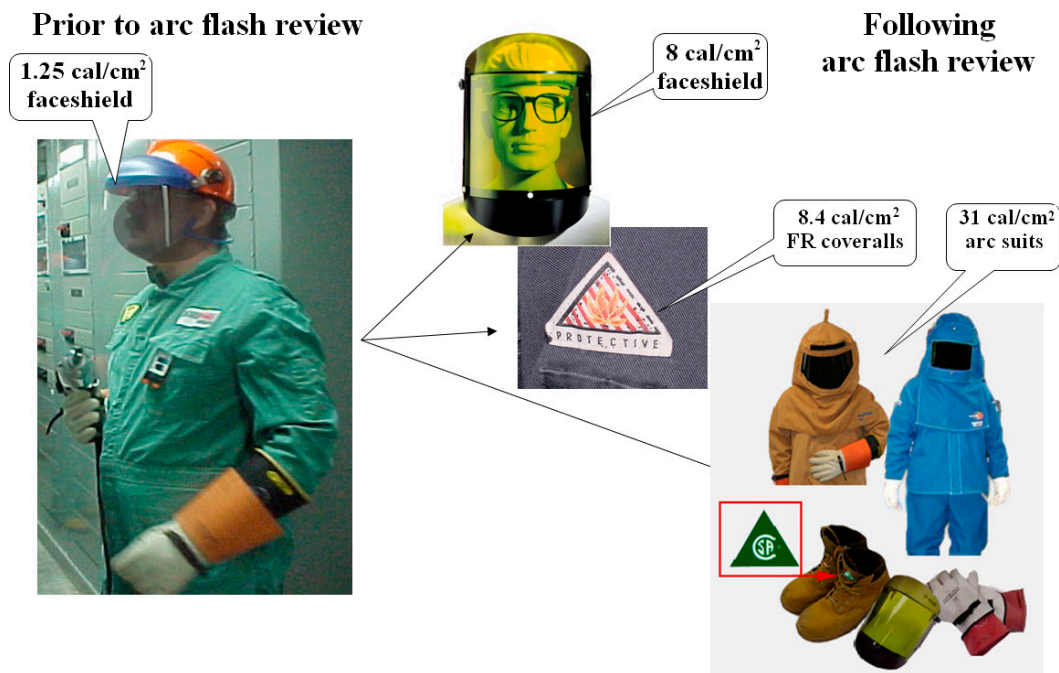 Prior to arc flash review
Following
arc flash review
1.25 cal/cm²
faceshield
8 cal/cm²
faceshield
8.4 cal/cm²
FR coveralls
31 cal/cm²
arc suits
PROTECTIVE
CSA